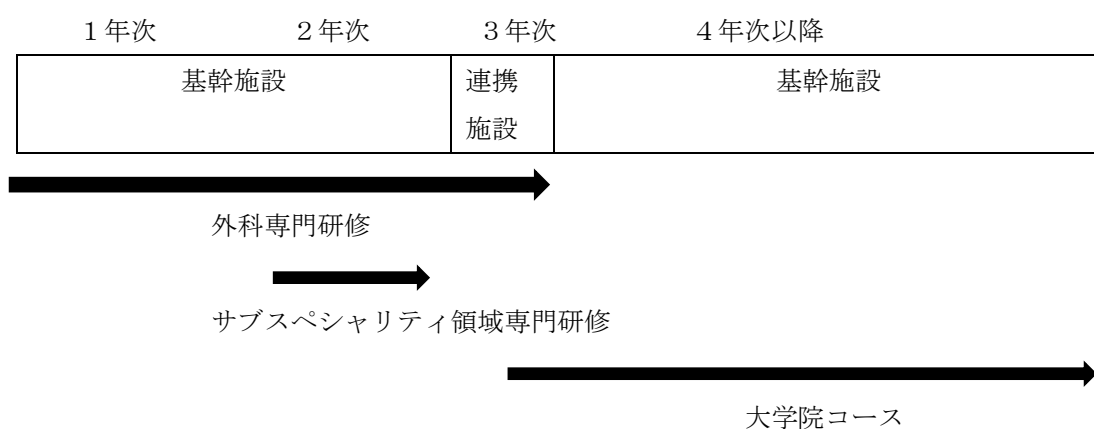 １年次 ２年次 ３年次 ４年次以降
基幹施設 連携 基幹施設
施設
外科専門研修
サブスペシャリティ領域専門研修
大学院コース